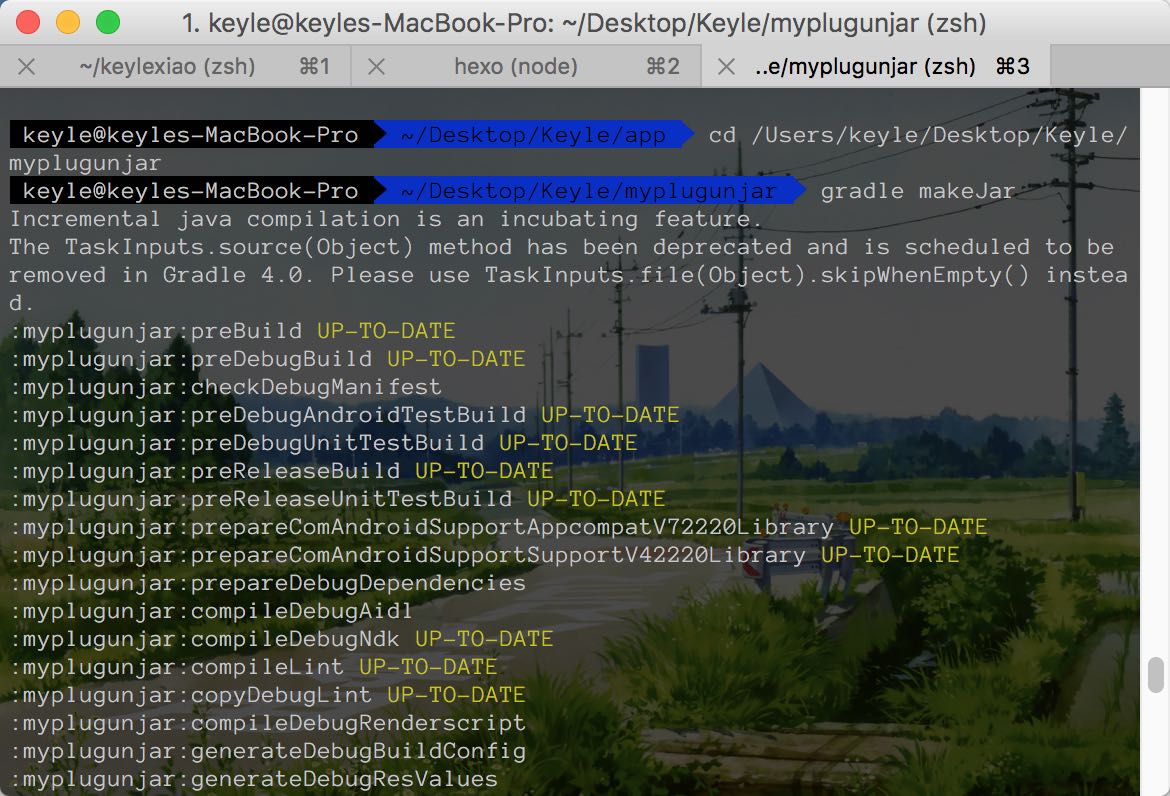 1. keyle@keyles-MacBook-Pro: ~/Desktop/Keyle/myplugunjar (zsh)
~/keylexiao (zsh) ⌘1 hexo (node) ⌘2 ..e/myplugunjar (zsh) ⌘3
keyle@keyles-MacBook-Pro ~/Desktop/Keyle/app cd /Users/keyle/Desktop/Keyle/
myplugunjar
keyle@keyles-MacBook-Pro ~/Desktop/Keyle/myplugunjar gradle makeJar
Incremental java compilation is an incubating feature.
The TaskInputs.source(Object) method has been deprecated and is scheduled to be
removed in Gradle 4.0. Please use TaskInputs.file(Object).skipWhenEmpty() instea
d.
:myplugunjar:preBuild UP-TO-DATE
:myplugunjar:preDebugBuild UP-TO-DATE
:myplugunjar:checkDebugManifest
:myplugunjar:preDebugAndroidTestBuild UP-TO-DATE
:myplugunjar:preDebugUnitTestBuild UP-TO-DATE
:myplugunjar:preReleaseBuild UP-TO-DATE
:myplugunjar:preReleaseUnitTestBuild UP-TO-DATE
:myplugunjar:prepareComAndroidSupportAppcompatV72220Library UP-TO-DATE
:myplugunjar:prepareComAndroidSupportSupportV42220Library UP-TO-DATE
:myplugunjar:prepareDebugDependencies
:myplugunjar:compileDebugAidl
:myplugunjar:compileDebugNdk UP-TO-DATE
:myplugunjar:compileLint UP-TO-DATE
:myplugunjar:copyDebugLint UP-TO-DATE
:myplugunjar:compileDebugRenderscript
:myplugunjar:generateDebugBuildConfig
:myplugunjar:generateDebugResValues